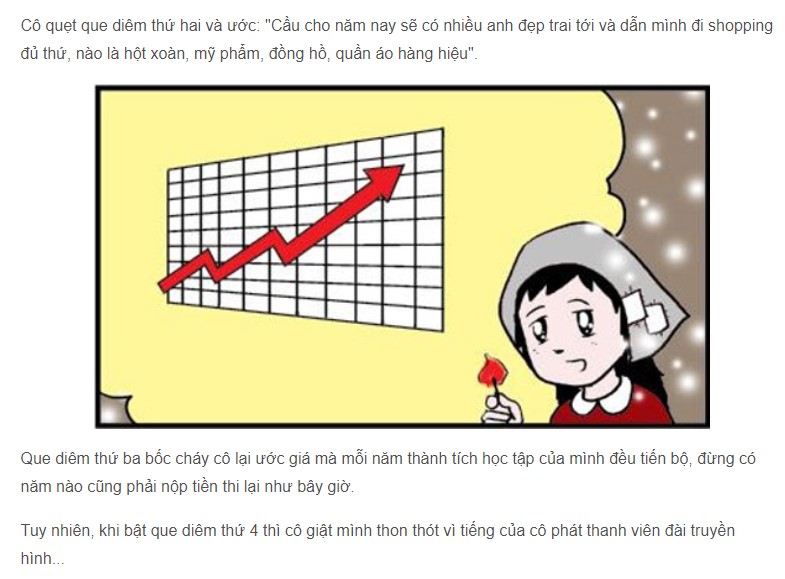 Cô quẹt que diêm thứ hai và ước: "Cầu cho năm nay sẽ có nhiều anh đẹp trai tới và dẫn mình đi shopping
đủ thứ, nào là hột xoàn, mỹ phẩm, đồng hồ, quần áo hàng hiệu".
Que diêm thứ ba bốc cháy cô lại ước giá mà mỗi năm thành tích học tập của mình đều tiến bộ, đừng có
năm nào cũng phải nộp tiền thi lại như bây giờ.
Tuy nhiên, khi bật que diêm thứ 4 thì cô giật mình thon thót vì tiếng của cô phát thanh viên đài truyền
hình...